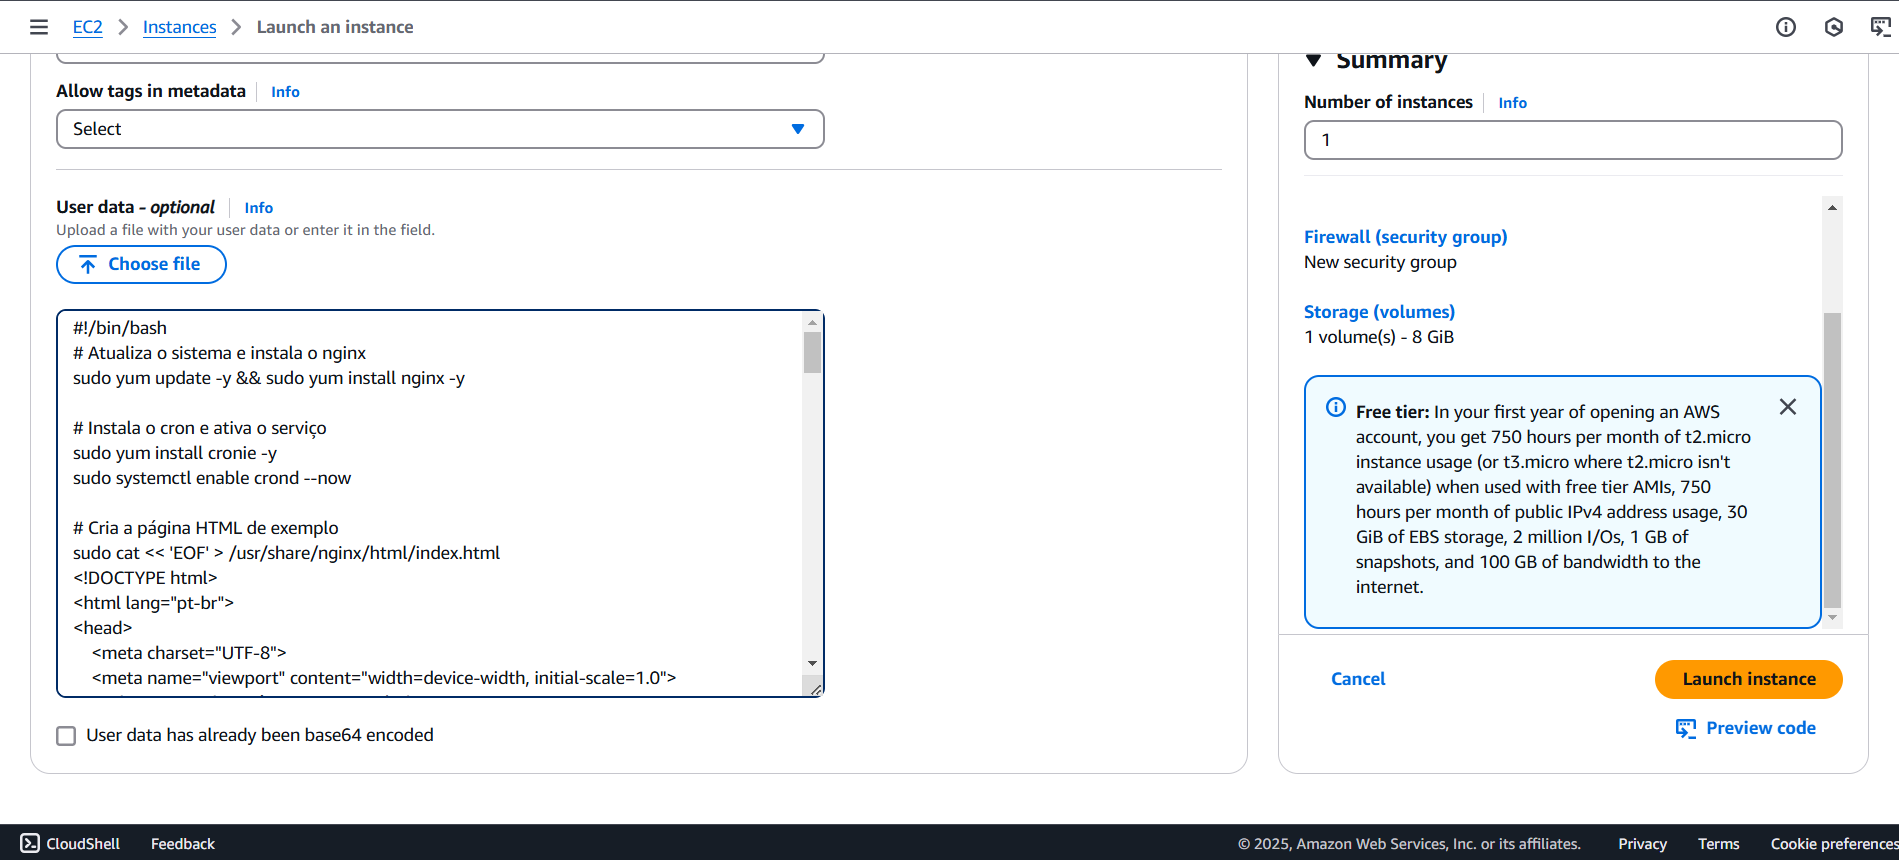 EC2 > Instances > Launch an instance
Allow tags in metadata Info
Select
User data - optional Info
Upload a file with your user data or enter it in the field.
Choose file
#!/bin/bash
# Atualiza o sistema e instala o nginx
sudo yum update -y && sudo yum install nginx -y
# Instala o cron e ativa o serviço
sudo yum install cronie -y
sudo systemctl enable crond --now
# Cria a página HTML de exemplo
sudo cat << 'EOF' > /usr/share/nginx/html/index.html
<!DOCTYPE html>
<html lang="pt-br">
<head>
<meta charset="UTF-8">
<meta name="viewport" content="width=device-width, initial-scale=1.0">
User data has already been base64 encoded
Summary
Number of instances Info
1
Firewall (security group)
New security group
Storage (volumes)
1 volume(s) - 8 GiB
Free tier: In your first year of opening an AWS
account, you get 750 hours per month of t2.micro
instance usage (or t3.micro where t2.micro isn't
available) when used with free tier AMIs, 750
hours per month of public IPv4 address usage, 30
GiB of EBS storage, 2 million I/Os, 1 GB of
snapshots, and 100 GB of bandwidth to the
internet.
Cancel
Launch instance
Preview code
CloudShell Feedback © 2025, Amazon Web Services, Inc. or its affiliates. Privacy Terms Cookie preferences